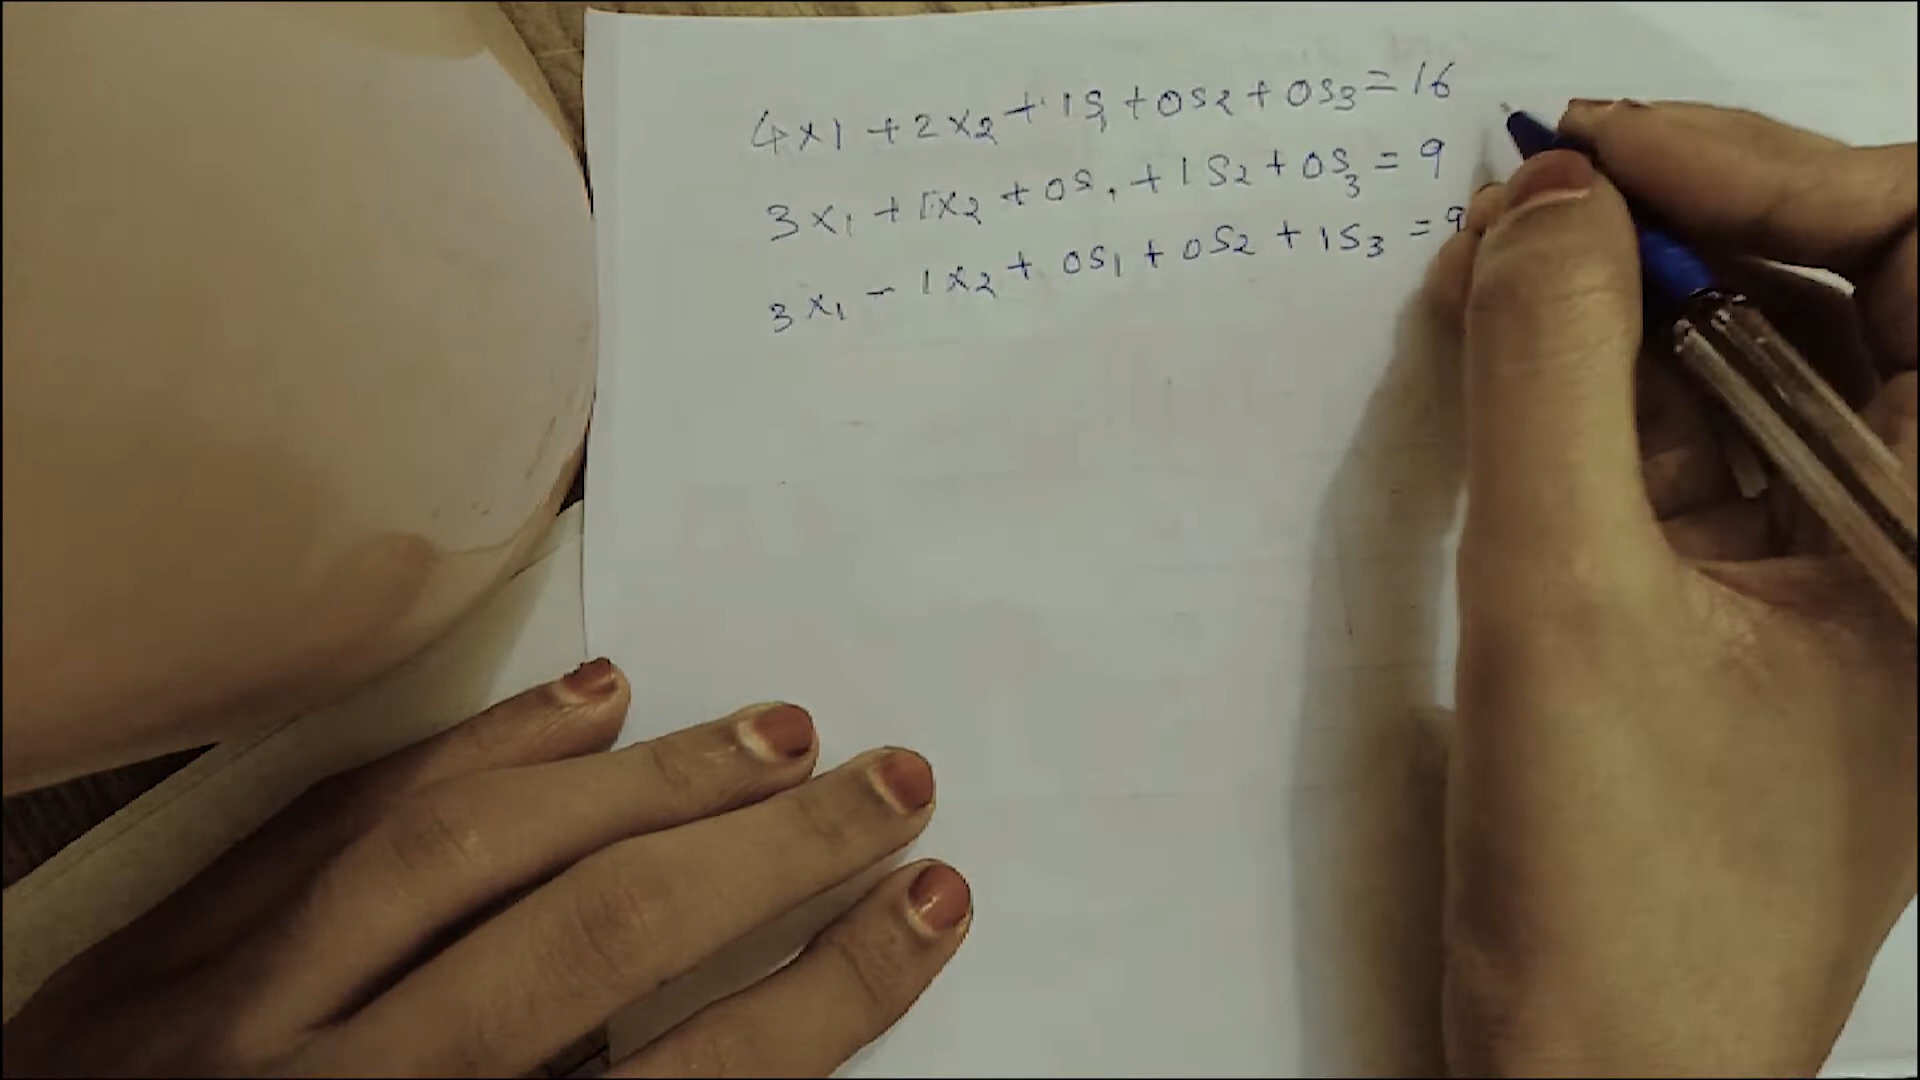 4x1 + 2x2 + 1S1 + 0S2 + 0S3 = 16
3x1 + 1x2 + 0S1 + 1S2 + 0S3 = 9
3x1 - 1x2 + 0S1 + 0S2 + 1S3 = 9